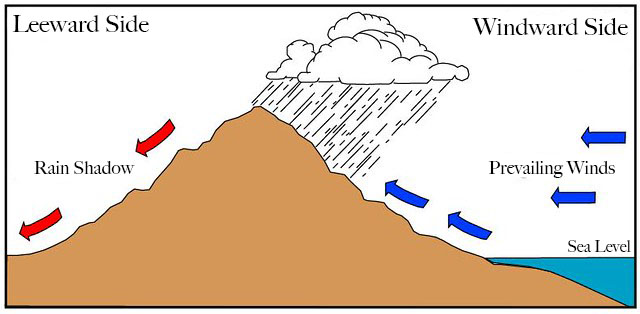 Leeward Side
Windward Side
Rain Shadow
Prevailing Winds
Sea Level